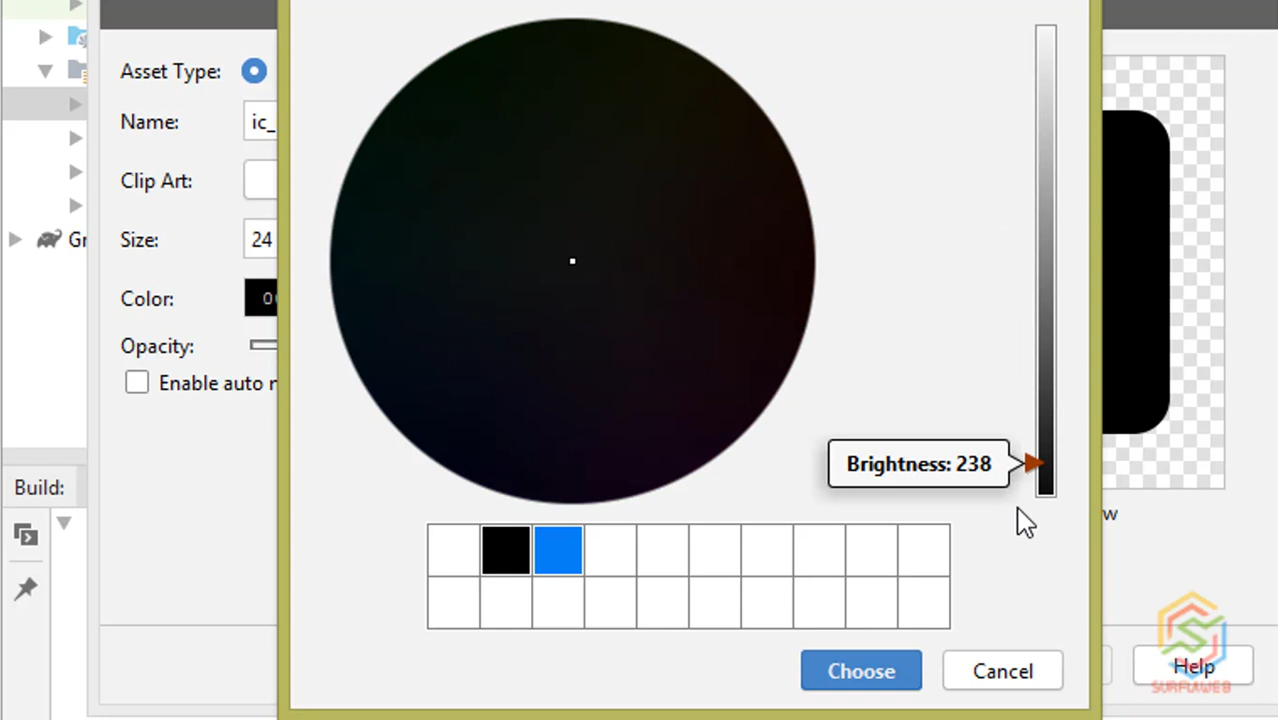 Asset Type:
Name:
ic_
Clip Art:
Size:
24
Gr
Color:
Opacity:
Enable auto
Brightness: 238
Build:
w
Choose
Cancel
Help
SURFULWEB